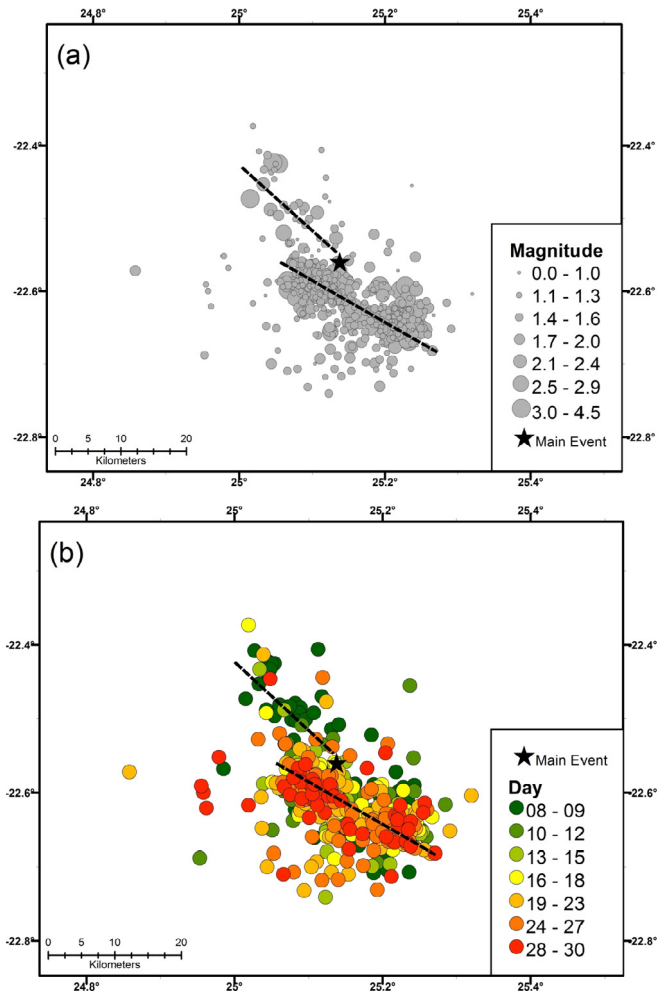 24.8° 25° 25.2° 25.4°
(a)
-22.4° -22.4°
-22.6° -22.6°
-22.8° -22.8°
Magnitude
0.0 - 1.0
1.1 - 1.3
1.4 - 1.6
1.7 - 2.0
2.1 - 2.4
2.5 - 2.9
3.0 - 4.5
Main Event
0 5 10 20
Kilometers
24.8° 25° 25.2° 25.4°
24.8° 25° 25.2° 25.4°
(b)
-22.4° -22.4°
-22.6° -22.6°
-22.8° -22.8°
Main Event
Day
08 - 09
10 - 12
13 - 15
16 - 18
19 - 23
24 - 27
28 - 30
0 5 10 20
Kilometers
24.8° 25° 25.2° 25.4°